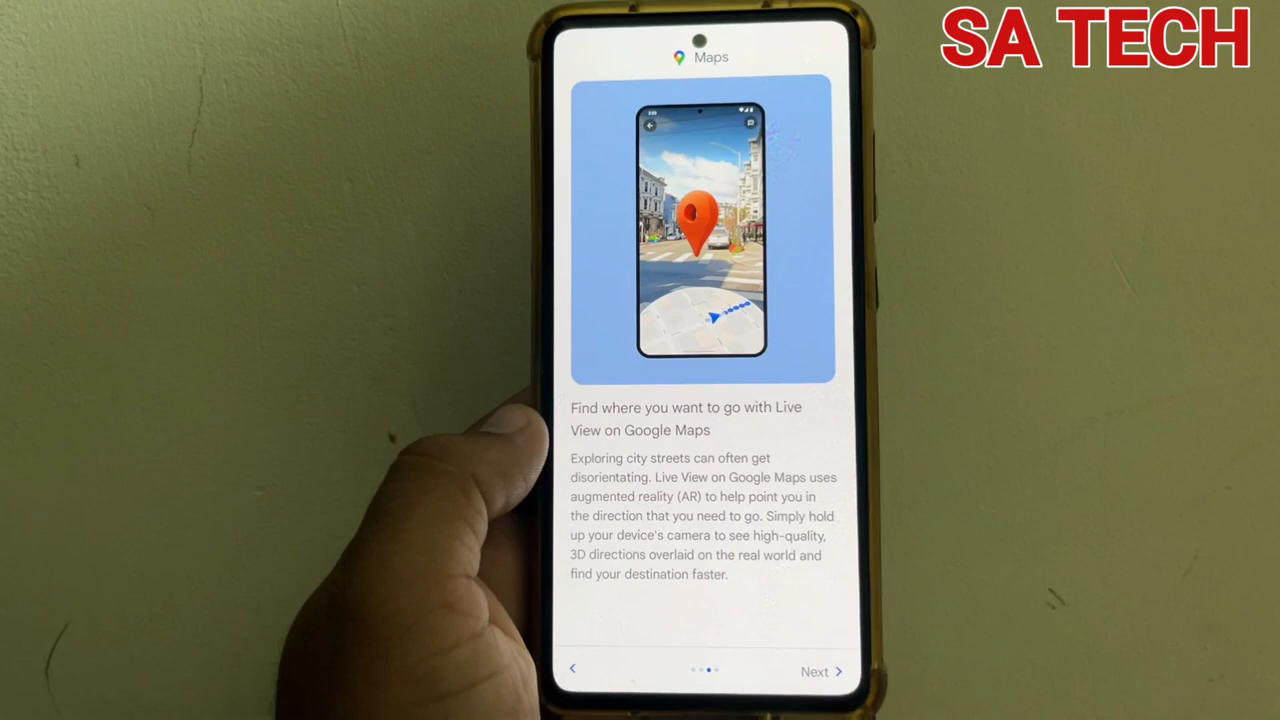 SA TECH
Maps
Find where you want to go with Live
View on Google Maps
Exploring city streets can often get
disorientating. Live View on Google Maps uses
augmented reality (AR) to help point you in
the direction that you need to go. Simply hold
up your device's camera to see high-quality,
3D directions overlaid on the real world and
find your destination faster.
Next